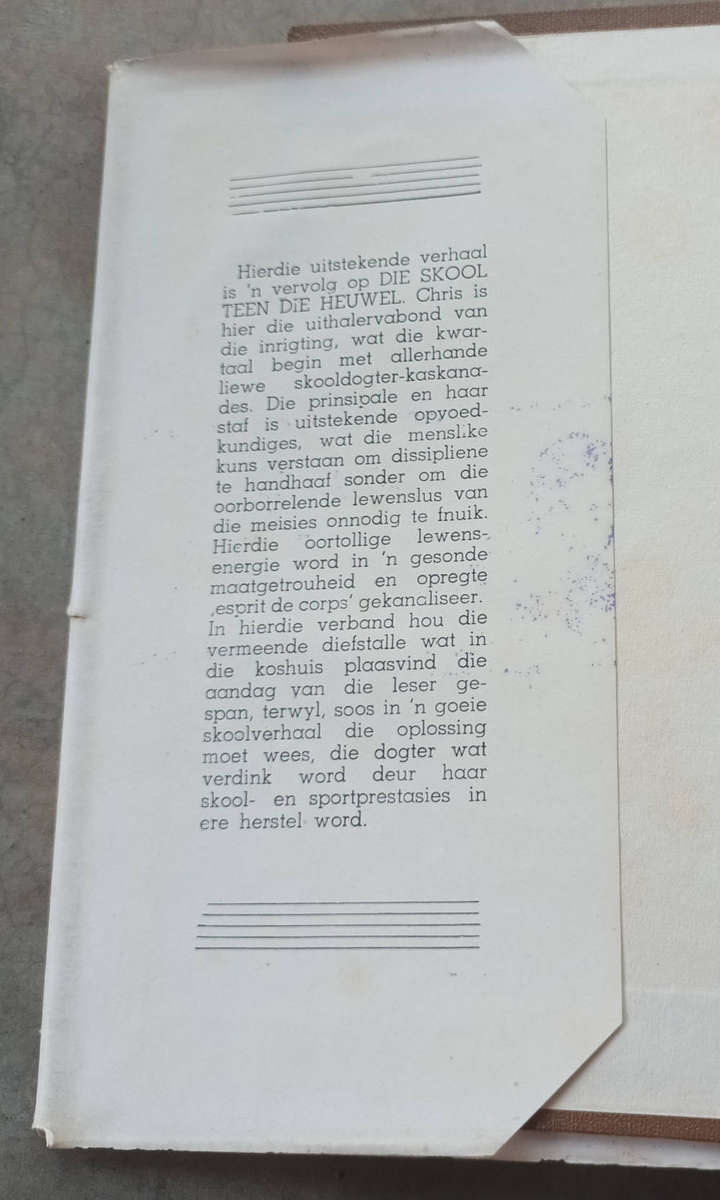 Hierdie uitstekende verhaal
is 'n vervolg op DIE SKOOL
TEEN DIE HEUWEL. Chris is
hier die uithalervabond van
die inrigting, wat die kwar-
taal begin met allerhande
liewe skooldogter-kaskana-
des. Die prinsipale en haar
staf is uitstekende opvoed-
kundiges, wat die menslike
kuns verstaan om dissipliene
te handhaaf sonder om die
oorborrelende lewenslus van
die meisies onnodig te fnuik.
Hierdie oortollige lewens-
energie word in 'n gesonde
maatgetrouheid en opregte
‚esprit de corps' gekanaliseer.
In hierdie verband hou die
vermeende diefstalle wat in
die koshuis plaasvind die
aandag van die leser ge-
span, terwyl, soos in 'n goeie
skoolverhaal die oplossing
moet wees, die dogter wat
verdink word deur haar
skool- en sportprestasies in
ere herstel word.